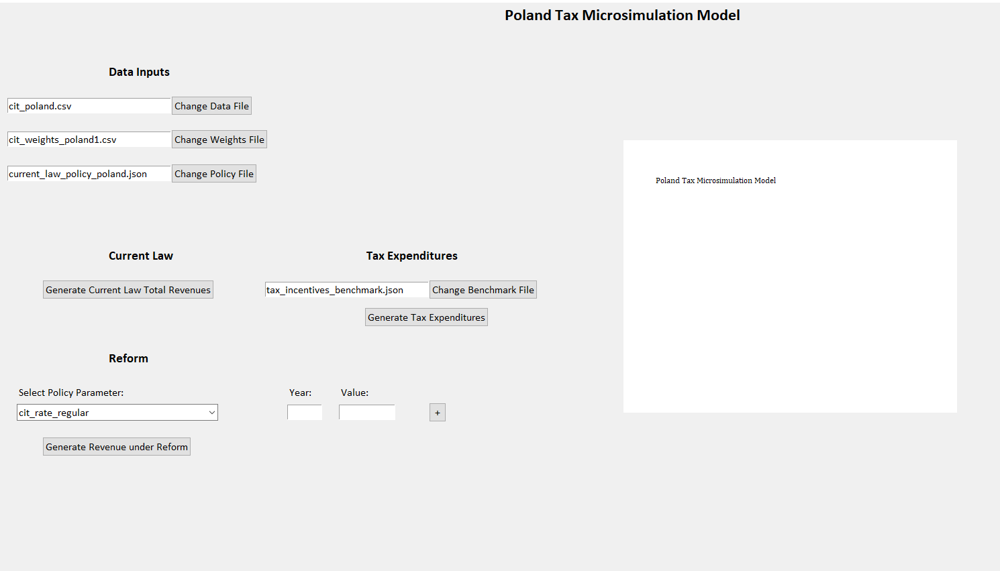 Poland Tax Microsimulation Model
Data Inputs
cit_poland.csv Change Data File
cit_weights_poland1.csv Change Weights File
current_law_policy_poland.json Change Policy File
Poland Tax Microsimulation Model
Current Law Tax Expenditures
Generate Current Law Total Revenues tax_incentives_benchmark.json Change Benchmark File
Generate Tax Expenditures
Reform
Select Policy Parameter: Year: Value:
cit_rate_regular +
Generate Revenue under Reform